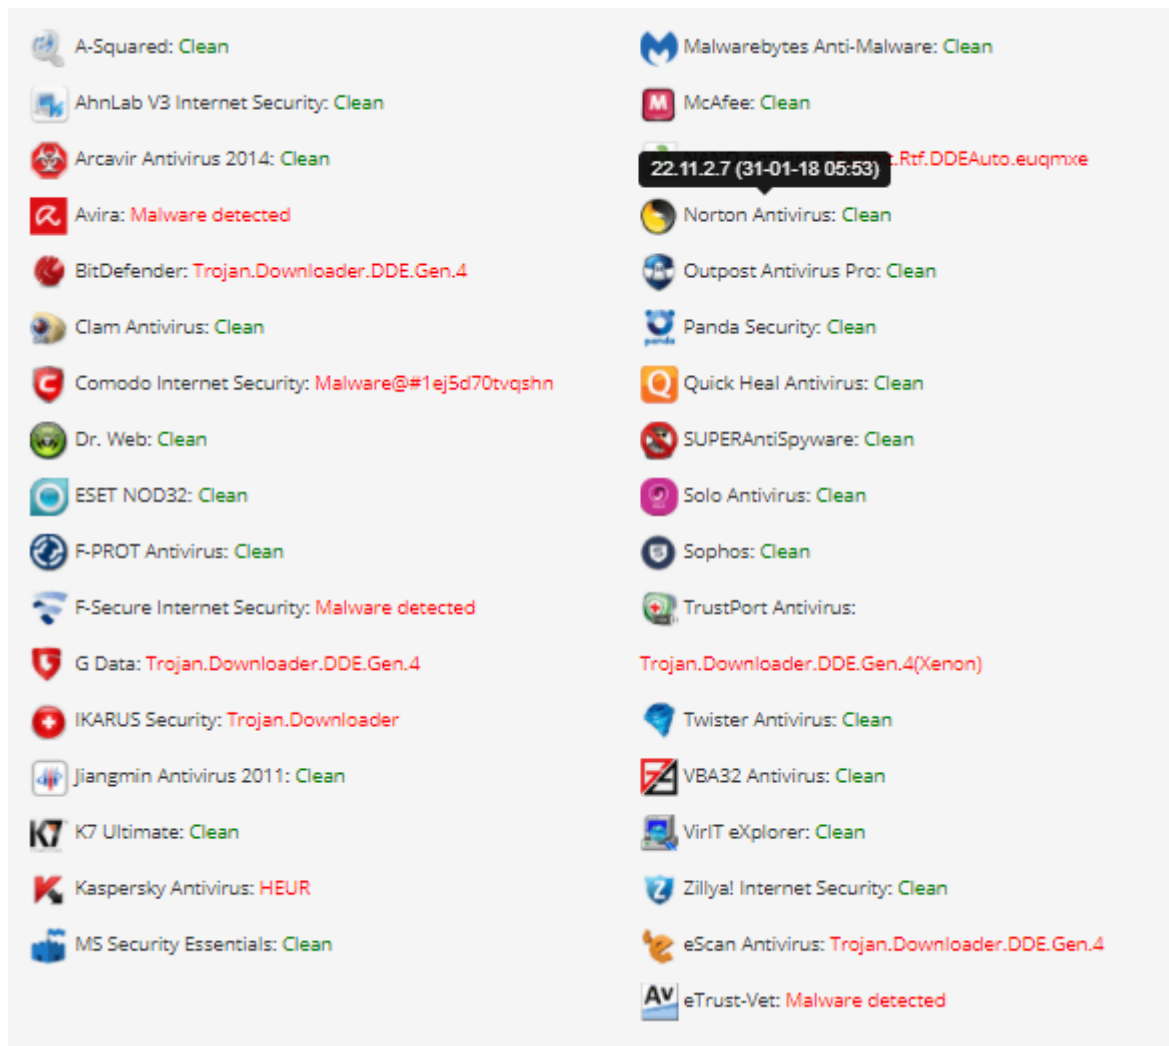 A-Squared: Clean
AhnLab V3 Internet Security: Clean
Arcavir Antivirus 2014: Clean
Avira: Malware detected
BitDefender: Trojan.Downloader.DDE.Gen.4
Clam Antivirus: Clean
Comodo Internet Security: Malware@#1ej5d70tvqshn
Dr. Web: Clean
ESET NOD32: Clean
F-PROT Antivirus: Clean
F-Secure Internet Security: Malware detected
G Data: Trojan.Downloader.DDE.Gen.4
IKARUS Security: Trojan.Downloader
Jiangmin Antivirus 2011: Clean
K7 Ultimate: Clean
Kaspersky Antivirus: HEUR
MS Security Essentials: Clean
Malwarebytes Anti-Malware: Clean
McAfee: Clean
.Rtf.DDEAuto.euqmxe
22.11.2.7 (31-01-18 05:53)
Norton Antivirus: Clean
Outpost Antivirus Pro: Clean
Panda Security: Clean
Quick Heal Antivirus: Clean
SUPERAntiSpyware: Clean
Solo Antivirus: Clean
Sophos: Clean
TrustPort Antivirus:
Trojan.Downloader.DDE.Gen.4(Xenon)
Twister Antivirus: Clean
VBA32 Antivirus: Clean
VirIT eXplorer: Clean
Zillya! Internet Security: Clean
eScan Antivirus: Trojan.Downloader.DDE.Gen.4
eTrust-Vet: Malware detected